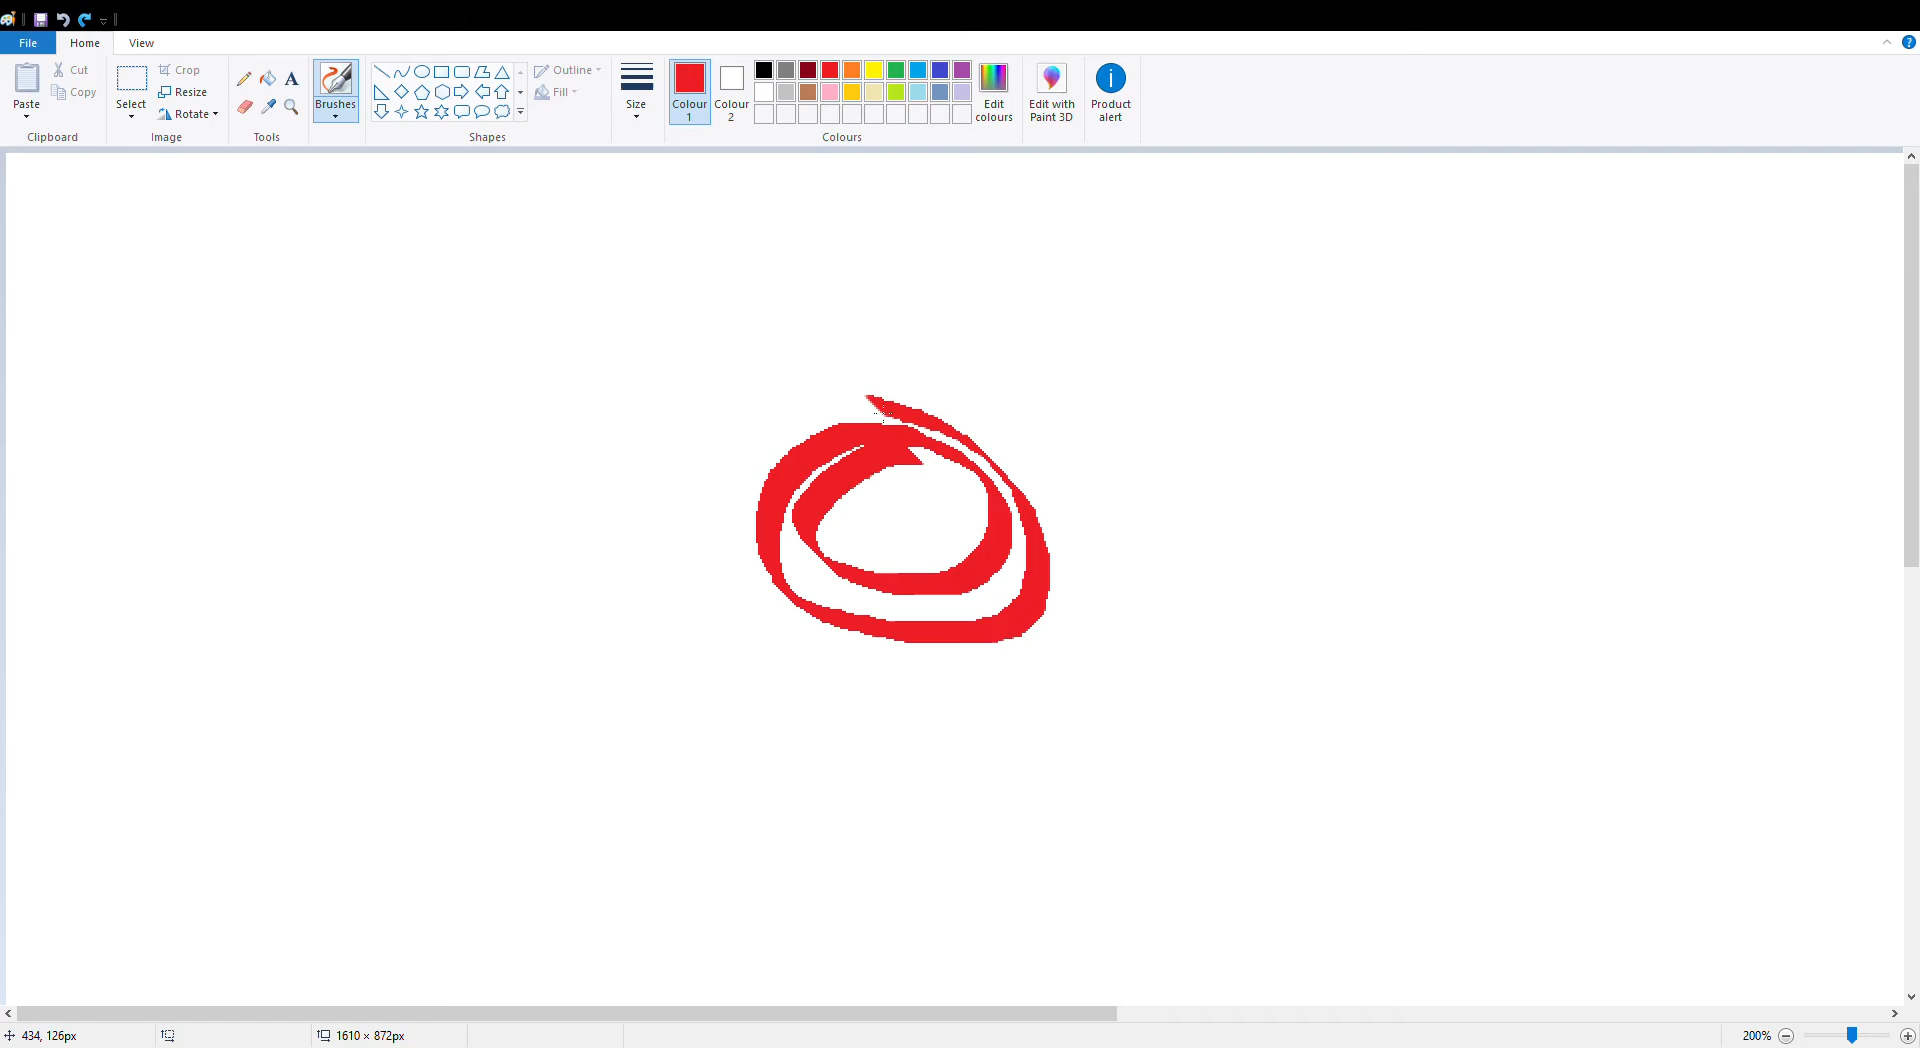 File Home View
Paste Cut Copy Select Crop Resize Rotate A Brushes Outline Fill Size Colour 1 Colour 2 Edit colours Edit with Paint 3D Product alert
Clipboard Image Tools Shapes Colours
434, 126px 1610 × 872px 200%